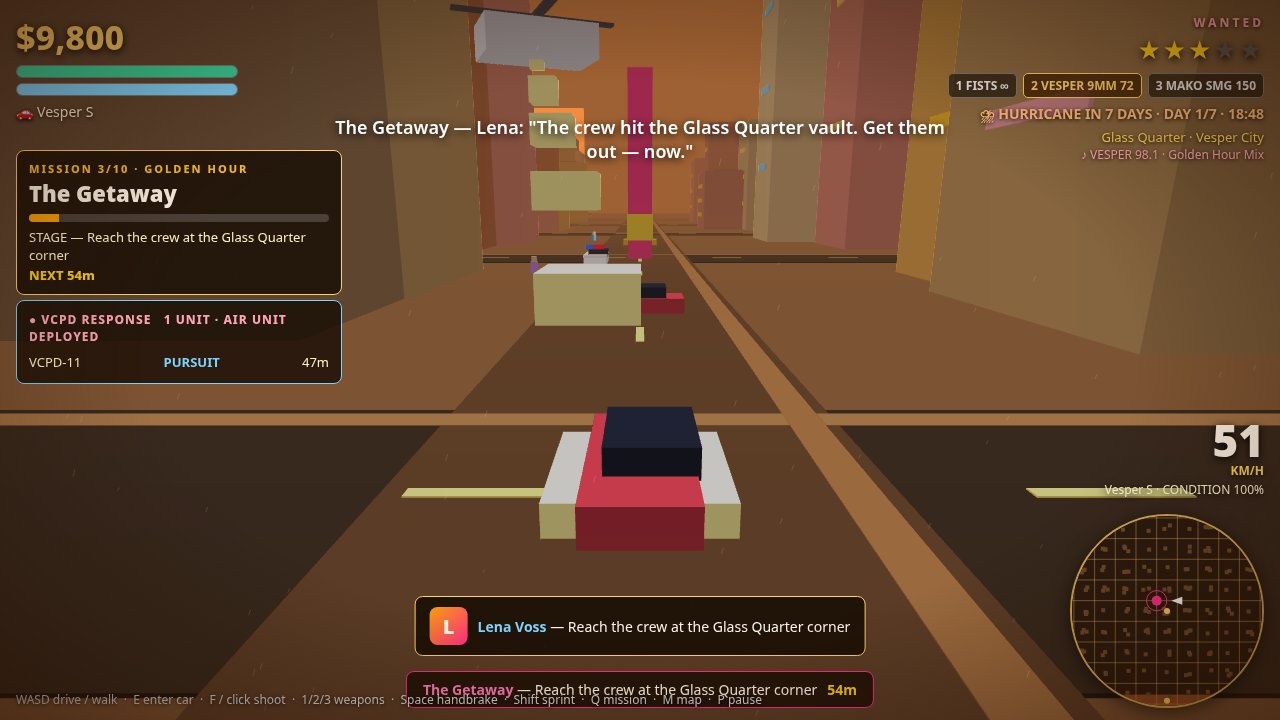 $9,800
🚗 Vesper S
MISSION 3/10 · GOLDEN HOUR
The Getaway
STAGE — Reach the crew at the Glass Quarter
corner
NEXT 54m
● VCPD RESPONSE 1 UNIT · AIR UNIT
DEPLOYED
VCPD-11 PURSUIT 47m
The Getaway — Lena: "The crew hit the Glass Quarter vault. Get them
out — now."
WANTED
★★★★★
1 FISTS ∞ 2 VESPER 9MM 72 3 MAKO SMG 150
⛈ HURRICANE IN 7 DAYS · DAY 1/7 · 18:48
Glass Quarter · Vesper City
♪ VESPER 98.1 · Golden Hour Mix
51
KM/H
Vesper S · CONDITION 100%
L
Lena Voss — Reach the crew at the Glass Quarter corner
The Getaway — Reach the crew at the Glass Quarter corner 54m
WASD drive / walk · E enter car · F / click shoot · 1/2/3 weapons · Space handbrake · Shift sprint · Q mission · M map · P pause